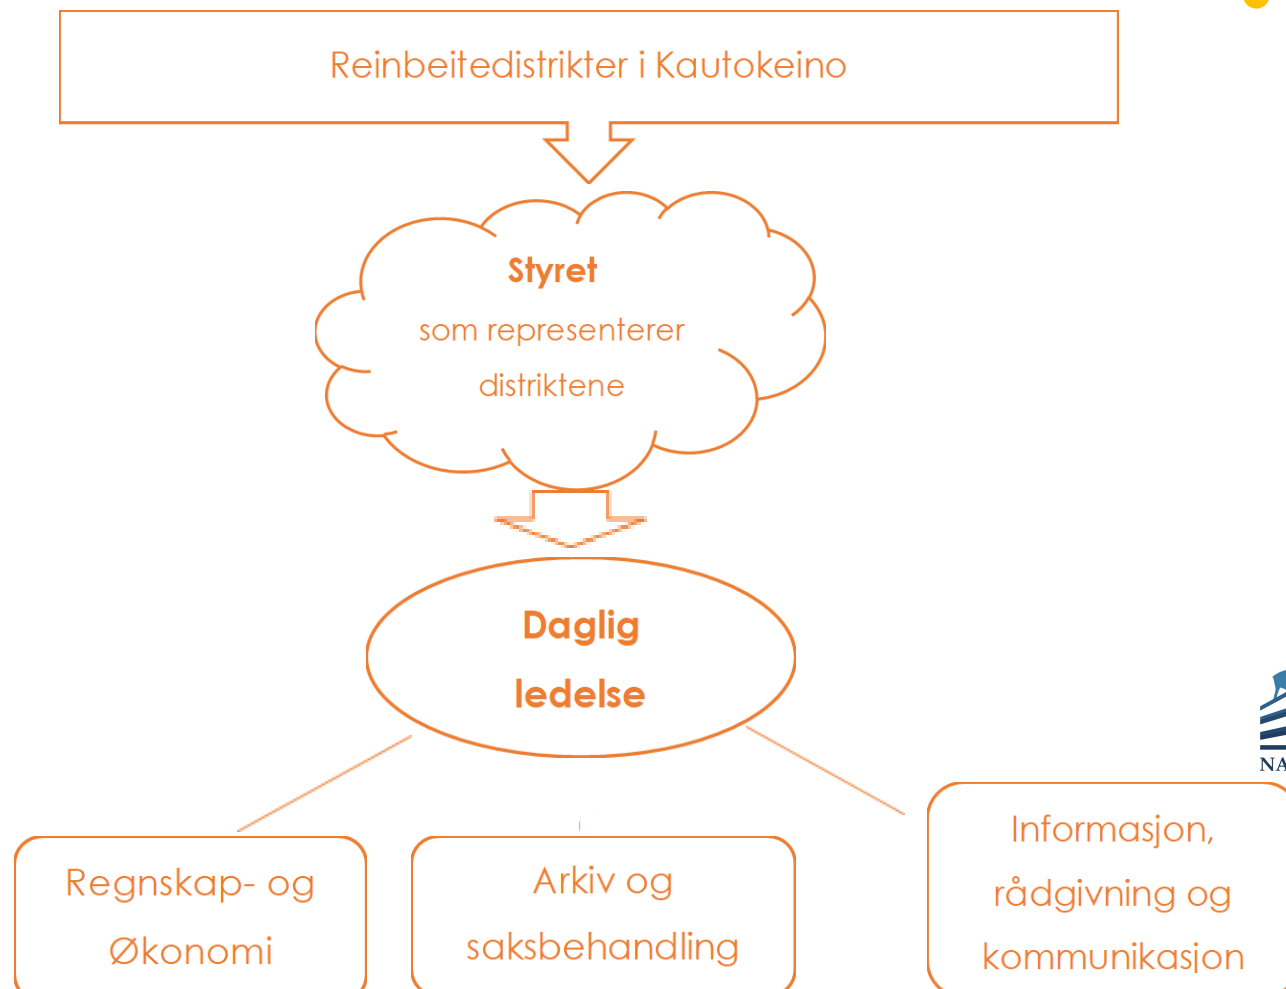 Reinbeitedistrikter i Kautokeino
Styret
som representerer
distriktene
Daglig
ledelse
Regnskap- og
Økonomi
Arkiv og
saksbehandling
Informasjon,
rådgivning og
kommunikasjon